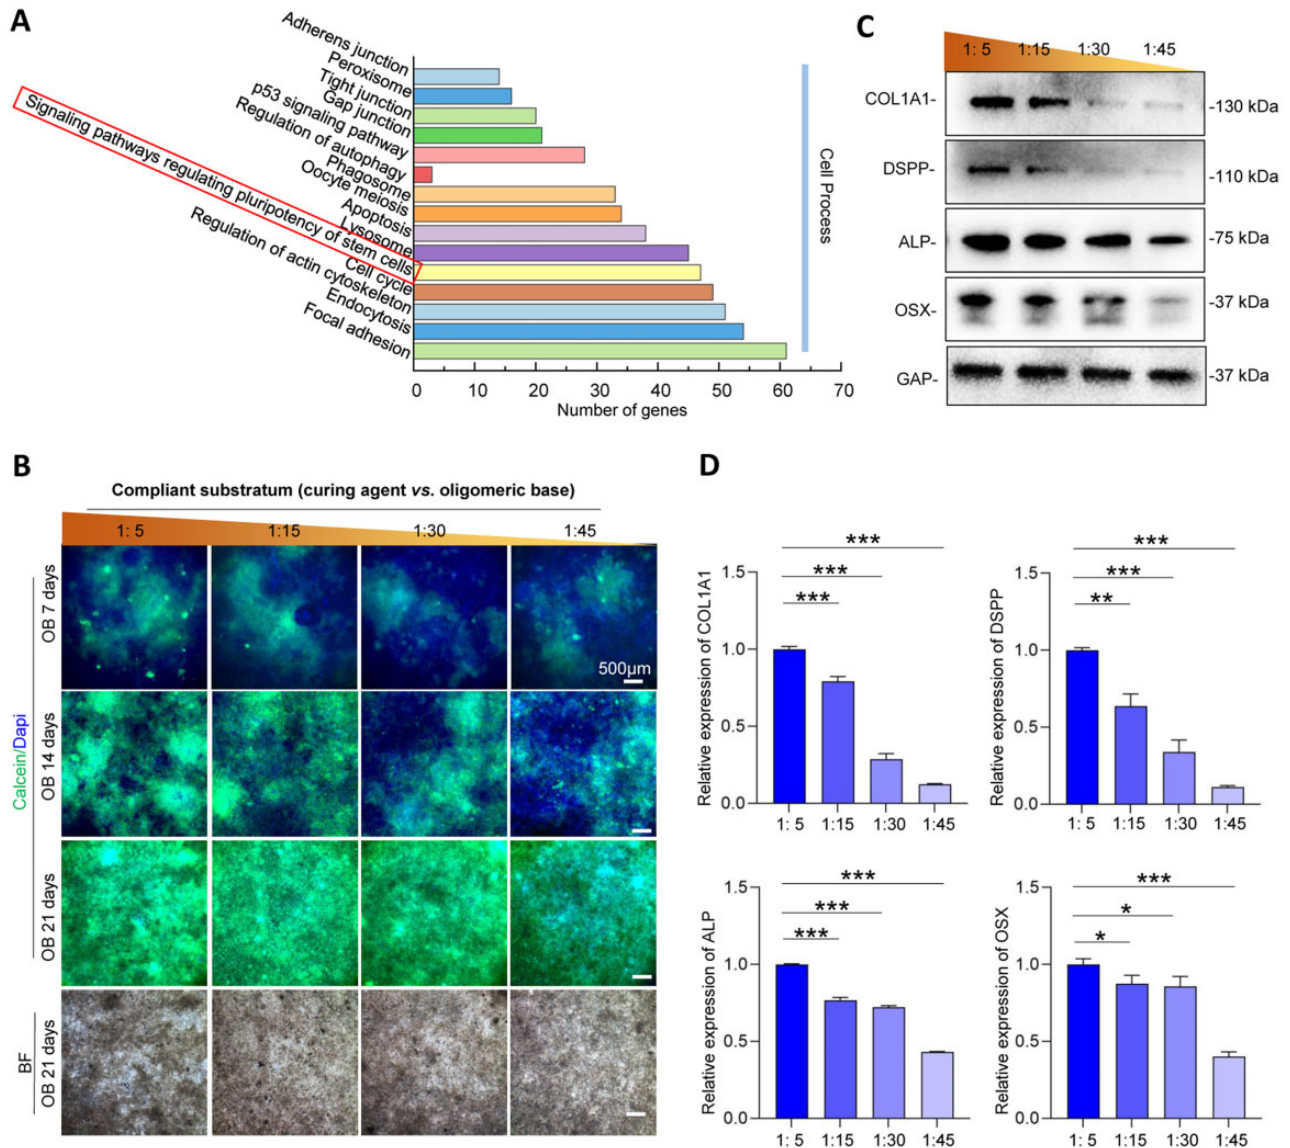 A
Adherens junction
Peroxisome
Tight junction
Gap junction
p53 signaling pathway
Regulation of autophagy
Phagosome
Oocyte meiosis
Apoptosis
Lysosome
Signaling pathways regulating pluripotency of stem cells
Cell cycle
Regulation of actin cytoskeleton
Endocytosis
Focal adhesion
0 10 20 30 40 50 60 70
Number of genes
Cell Process
C
1: 5 1:15 1:30 1:45
COL1A1- -130 kDa
DSPP- -110 kDa
ALP- -75 kDa
OSX- -37 kDa
GAP- -37 kDa
B
Compliant substratum (curing agent vs. oligomeric base)
1: 5 1:15 1:30 1:45
Calcein/Dapi
OB 7 days
500μm
OB 14 days
OB 21 days
BF
OB 21 days
D
Relative expression of COL1A1
1.5
1.0
0.5
0.0
***
***
***
1: 5 1:15 1:30 1:45
Relative expression of DSPP
1.5
1.0
0.5
0.0
***
***
**
1: 5 1:15 1:30 1:45
Relative expression of ALP
1.5
1.0
0.5
0.0
***
***
***
1: 5 1:15 1:30 1:45
Relative expression of OSX
1.5
1.0
0.5
0.0
***
*
*
1: 5 1:15 1:30 1:45